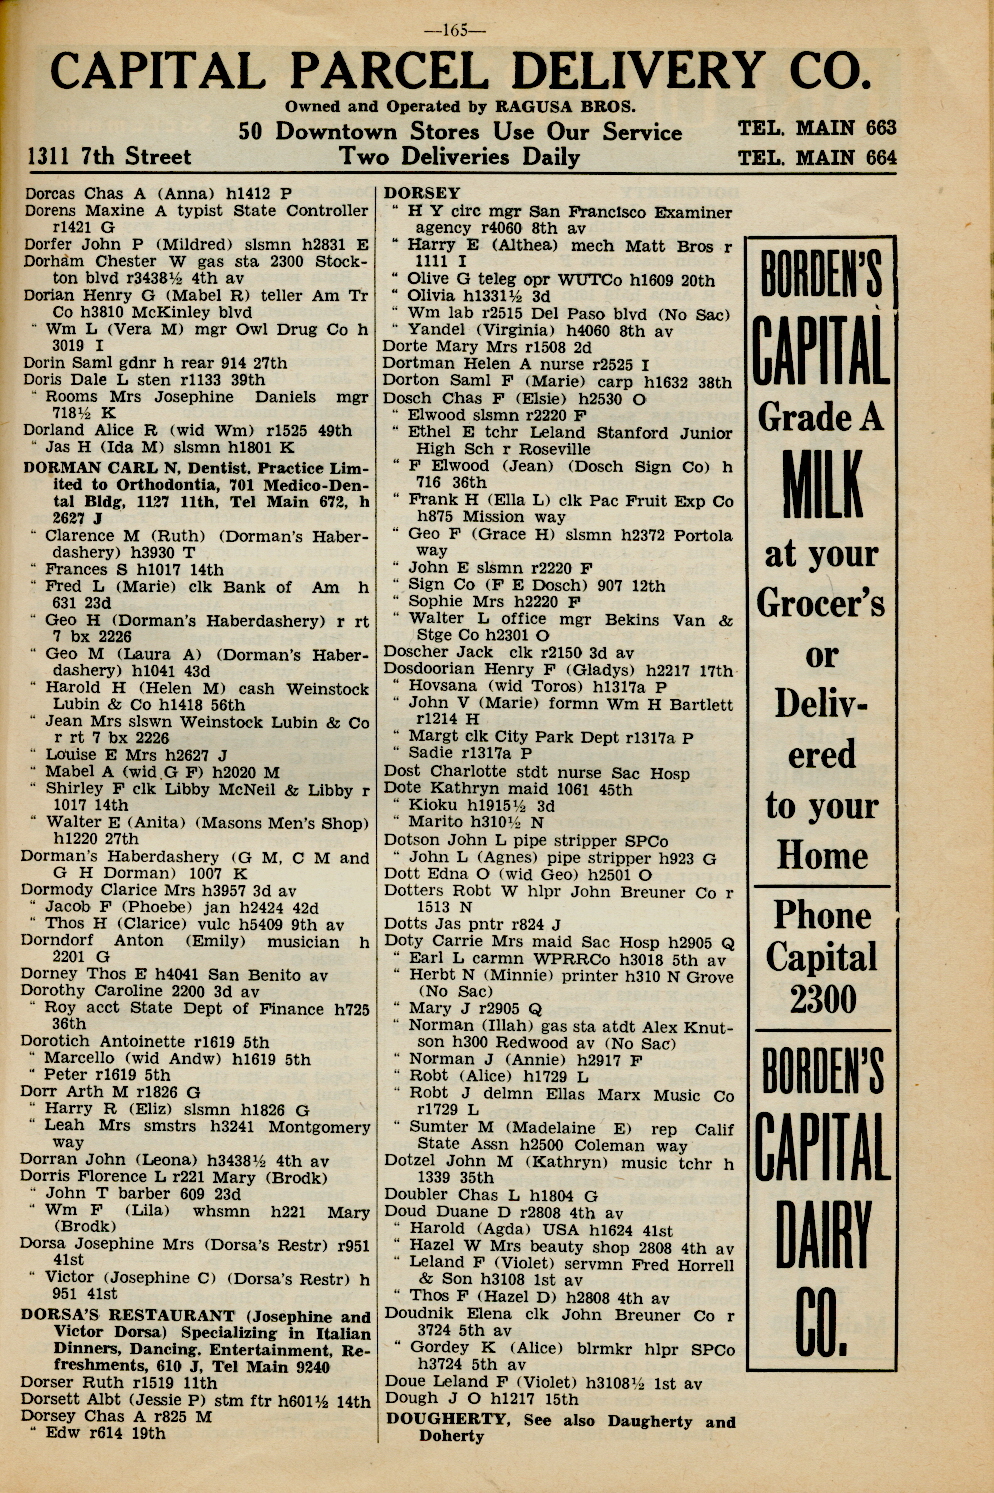 —165—
CAPITAL PARCEL DELIVERY CO.
Owned and Operated by RAGUSA BROS.
50 Downtown Stores Use Our Service
TEL. MAIN 663
1311 7th Street
Two Deliveries Daily
TEL. MAIN 664
Dorcas Chas A (Anna) h1412 P
Dorens Maxine A typist State Controller
r1421 G
Dorfer John P (Mildred) slsmn h2831 E
Dorham Chester W gas sta 2300 Stock-
ton blvd r3438½ 4th av
Dorian Henry G (Mabel R) teller Am Tr
Co h3810 McKinley blvd
" Wm L (Vera M) mgr Owl Drug Co h
3019 I
Dorin Saml gdnr h rear 914 27th
Doris Dale L sten r1133 39th
" Rooms Mrs Josephine Daniels mgr
718½ K
Dorland Alice R (wid Wm) r1525 49th
" Jas H (Ida M) slsmn h1801 K
DORMAN CARL N, Dentist, Practice Lim-
ited to Orthodontia, 701 Medico-Den-
tal Bldg, 1127 11th, Tel Main 672, h
2627 J
" Clarence M (Ruth) (Dorman's Haber-
dashery) h3930 T
" Frances S h1017 14th
" Fred L (Marie) clk Bank of Am h
631 23d
" Geo H (Dorman's Haberdashery) r rt
7 bx 2226
" Geo M (Laura A) (Dorman's Haber-
dashery) h1041 43d
" Harold H (Helen M) cash Weinstock
Lubin & Co h1418 56th
" Jean Mrs slswn Weinstock Lubin & Co
r rt 7 bx 2226
" Louise E Mrs h2627 J
" Mabel A (wid G F) h2020 M
" Shirley F clk Libby McNeil & Libby r
1017 14th
" Walter E (Anita) (Masons Men's Shop)
h1220 27th
Dorman's Haberdashery (G M, C M and
G H Dorman) 1007 K
Dormody Clarice Mrs h3957 3d av
" Jacob F (Phoebe) jan h2424 42d
" Thos H (Clarice) vulc h5409 9th av
Dorndorf Anton (Emily) musician h
2201 G
Dorney Thos E h4041 San Benito av
Dorothy Caroline 2200 3d av
" Roy acct State Dept of Finance h725
36th
Dorotich Antoinette r1619 5th
" Marcello (wid Andw) h1619 5th
" Peter r1619 5th
Dorr Arth M r1826 G
" Harry R (Eliz) slsmn h1826 G
" Leah Mrs smstrs h3241 Montgomery
way
Dorran John (Leona) h3438½ 4th av
Dorris Florence L r221 Mary (Brodk)
" John T barber 609 23d
" Wm F (Lila) whsmn h221 Mary
(Brodk)
Dorsa Josephine Mrs (Dorsa's Restr) r951
41st
" Victor (Josephine C) (Dorsa's Restr) h
951 41st
DORSA'S RESTAURANT (Josephine and
Victor Dorsa) Specializing in Italian
Dinners, Dancing, Entertainment, Re-
freshments, 610 J, Tel Main 9240
Dorser Ruth r1519 11th
Dorsett Albt (Jessie P) stm ftr h601½ 14th
Dorsey Chas A r825 M
" Edw r614 19th
DORSEY
" H Y circ mgr San Francisco Examiner
agency r4060 8th av
" Harry E (Althea) mech Matt Bros r
1111 I
" Olive G teleg opr WUTCo h1609 20th
" Olivia h1331½ 3d
" Wm lab r2515 Del Paso blvd (No Sac)
" Yandel (Virginia) h4060 8th av
Dorte Mary Mrs r1508 2d
Dortman Helen A nurse r2525 I
Dorton Saml F (Marie) carp h1632 38th
Dosch Chas F (Elsie) h2530 O
" Elwood slsmn r2220 F
" Ethel E tchr Leland Stanford Junior
High Sch r Roseville
" F Elwood (Jean) (Dosch Sign Co) h
716 36th
" Frank H (Ella L) clk Pac Fruit Exp Co
h875 Mission way
" Geo F (Grace H) slsmn h2372 Portola
way
" John E slsmn r2220 F
" Sign Co (F E Dosch) 907 12th
" Sophie Mrs h2220 F
" Walter L office mgr Bekins Van &
Stge Co h2301 O
Doscher Jack clk r2150 3d av
Dosdoorian Henry F (Gladys) h2217 17th
" Hovsana (wid Toros) h1317a P
" John V (Marie) formn Wm H Bartlett
r1214 H
" Margt clk City Park Dept r1317a P
" Sadie r1317a P
Dost Charlotte stdt nurse Sac Hosp
Dote Kathryn maid 1061 45th
" Kioku h1915½ 3d
" Marito h310½ N
Dotson John L pipe stripper SPCo
" John L (Agnes) pipe stripper h923 G
Dott Edna O (wid Geo) h2501 O
Dotters Robt W hlpr John Breuner Co r
1513 N
Dotts Jas pntr r824 J
Doty Carrie Mrs maid Sac Hosp h2905 Q
" Earl L carmn WPRRCo h3018 5th av
" Herbt N (Minnie) printer h310 N Grove
(No Sac)
" Mary J r2905 Q
" Norman (Illah) gas sta atdt Alex Knut-
son h300 Redwood av (No Sac)
" Norman J (Annie) h2917 F
" Robt (Alice) h1729 L
" Robt J delmn Ellas Marx Music Co
r1729 L
" Sumter M (Madelaine E) rep Calif
State Assn h2500 Coleman way
Dotzel John M (Kathryn) music tchr h
1339 35th
Doubler Chas L h1804 G
Doud Duane D r2808 4th av
" Harold (Agda) USA h1624 41st
" Hazel W Mrs beauty shop 2808 4th av
" Leland F (Violet) servmn Fred Horrell
& Son h3108 1st av
" Thos F (Hazel D) h2808 4th av
Doudnik Elena clk John Breuner Co r
3724 5th av
" Gordey K (Alice) blrmkr hlpr SPCo
h3724 5th av
Doue Leland F (Violet) h3108½ 1st av
Dough J O h1217 15th
DOUGHERTY, See also Daugherty and
Doherty
BORDEN'S
CAPITAL
Grade A
MILK
at your
Grocer's
or
Deliv-
ered
to your
Home
Phone
Capital
2300
BORDEN'S
CAPITAL
DAIRY
CO.